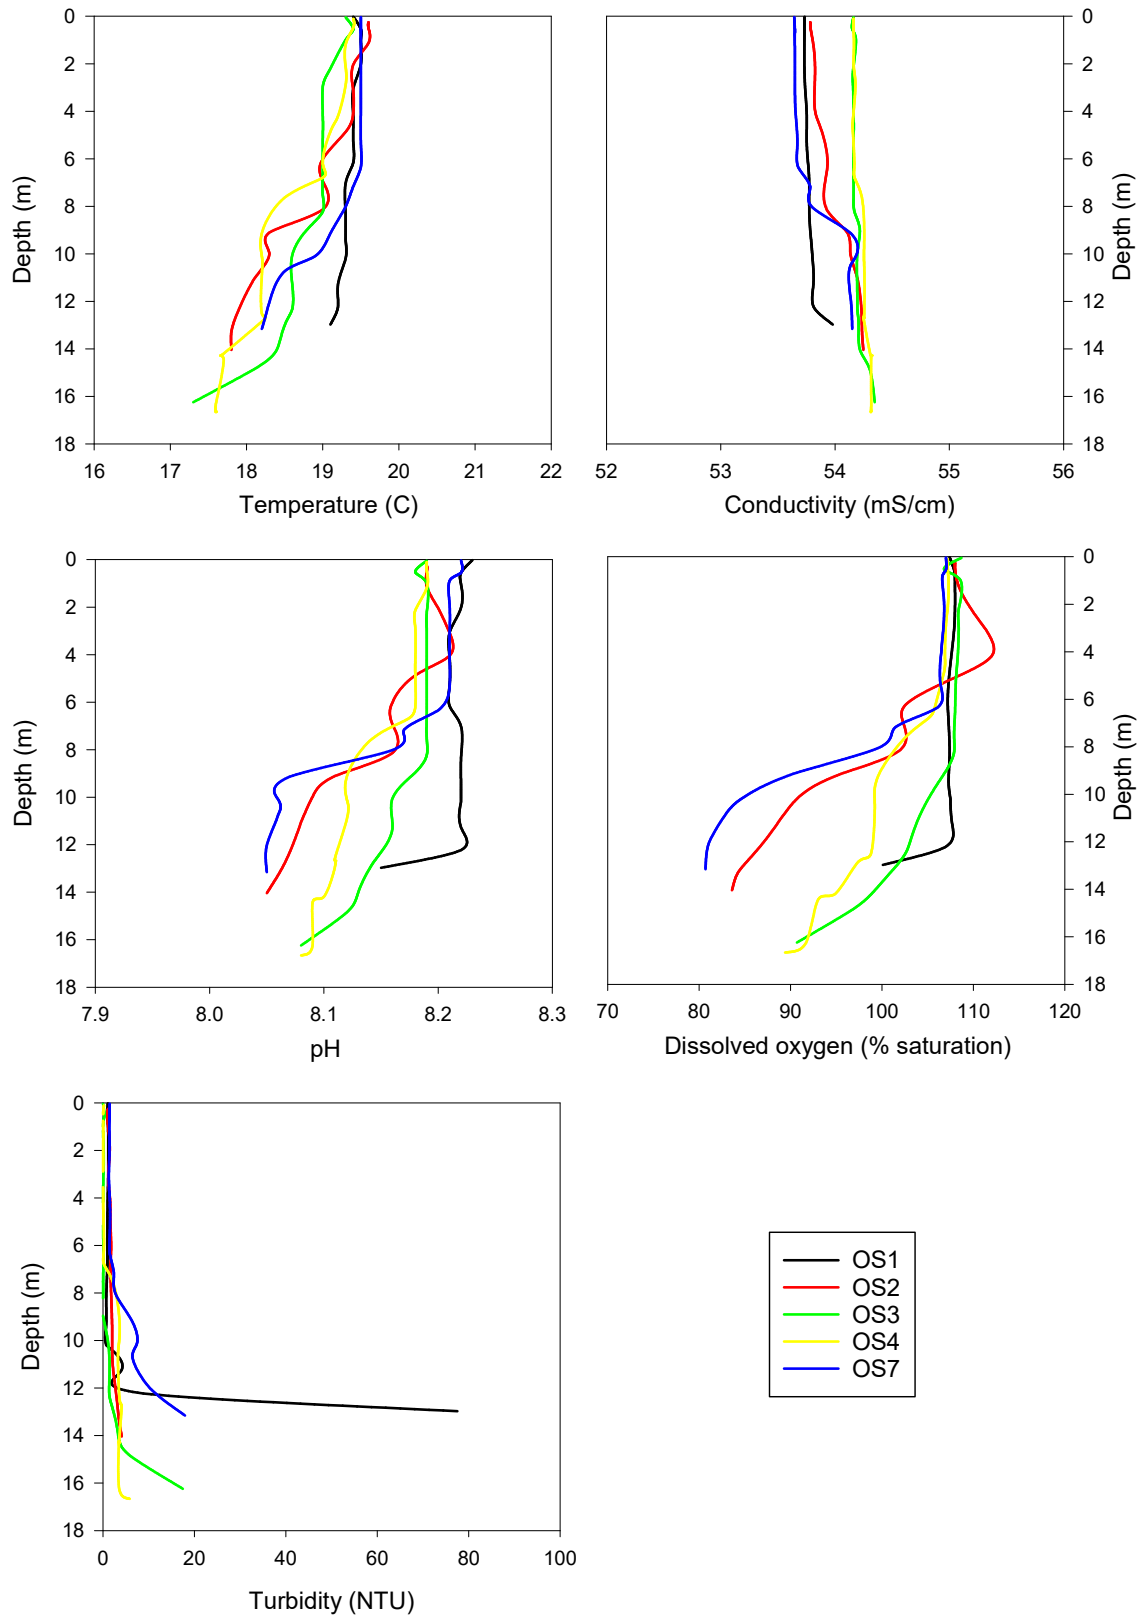 0
2
4
6
8
10
12
14
16
18
Depth (m)
16 17 18 19 20 21 22
Temperature (C)
0
2
4
6
8
10
12
14
16
18
Depth (m)
52 53 54 55 56
Conductivity (mS/cm)
0
2
4
6
8
10
12
14
16
18
Depth (m)
7.9 8.0 8.1 8.2 8.3
pH
0
2
4
6
8
10
12
14
16
18
Depth (m)
70 80 90 100 110 120
Dissolved oxygen (% saturation)
0
2
4
6
8
10
12
14
16
18
Depth (m)
0 20 40 60 80 100
Turbidity (NTU)
OS1
OS2
OS3
OS4
OS7